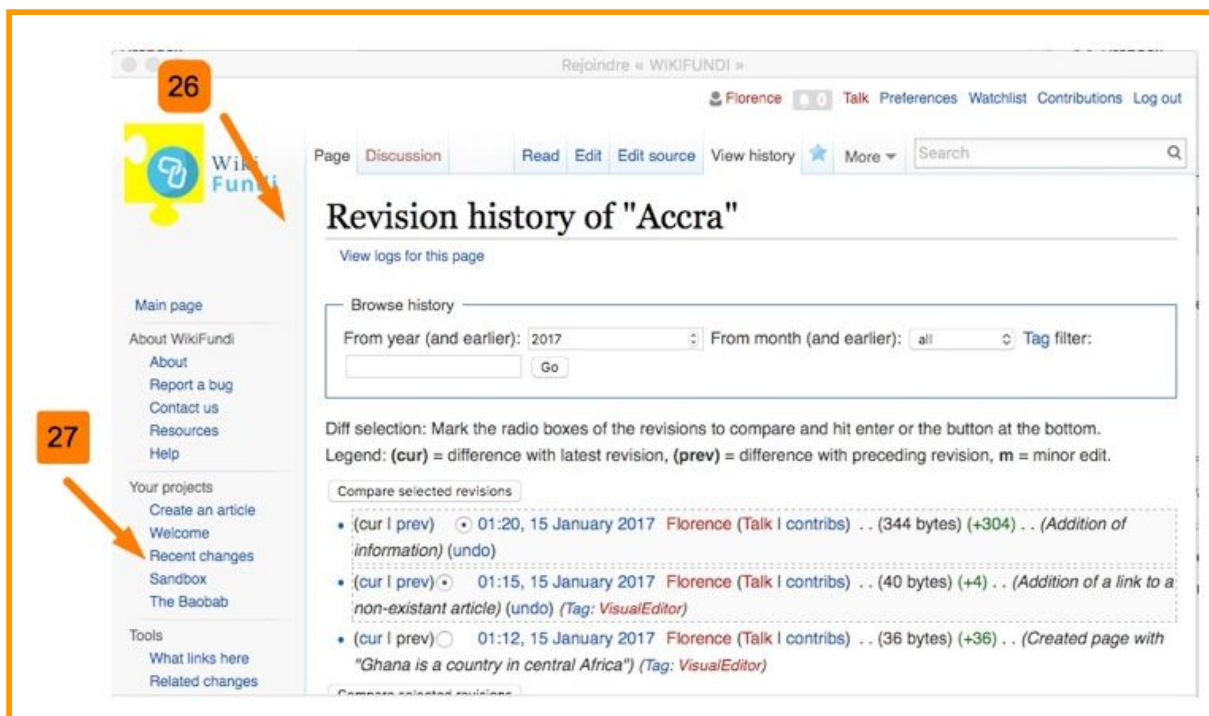 Rejoindre « WIKIFUNDI »
26
Florence 0 Talk Preferences Watchlist Contributions Log out
Wiki
Fundi
Page Discussion Read Edit Edit source View history More Search
Revision history of "Accra"
View logs for this page
Main page
Browse history
From year (and earlier): 2017 From month (and earlier): all Tag filter:
Go
About WikiFundi
About
Report a bug
Contact us
Resources
Help
27
Diff selection: Mark the radio boxes of the revisions to compare and hit enter or the button at the bottom.
Legend: (cur) = difference with latest revision, (prev) = difference with preceding revision, m = minor edit.
Your projects
Create an article
Welcome
Recent changes
Sandbox
The Baobab
Tools
What links here
Related changes
Compare selected revisions
• (cur | prev) 01:20, 15 January 2017 Florence (Talk | contribs) . . (344 bytes) (+304) . . (Addition of
information) (undo)
• (cur | prev) 01:15, 15 January 2017 Florence (Talk | contribs) . . (40 bytes) (+4) . . (Addition of a link to a
non-existant article) (undo) (Tag: VisualEditor)
• (cur | prev) 01:12, 15 January 2017 Florence (Talk | contribs) . . (36 bytes) (+36) . . (Created page with
"Ghana is a country in central Africa") (Tag: VisualEditor)
Compare selected revisions